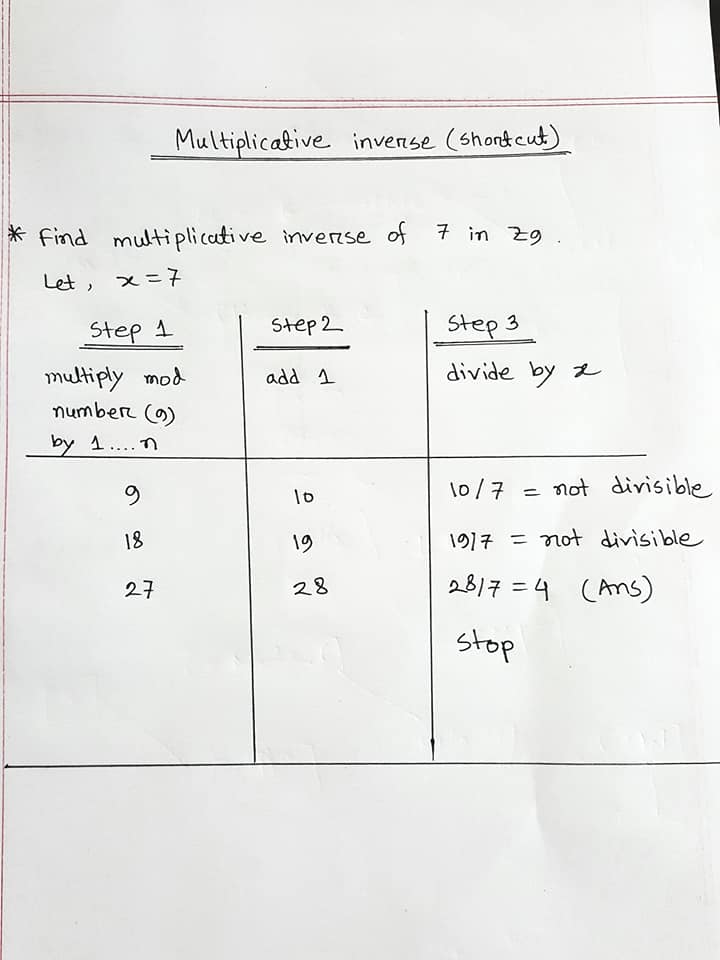 Multiplicative inverse (shortcut)
* Find multiplicative inverse of 7 in Z9.
Let, x = 7
Step 1
Step 2
Step 3
multiply mod
number (9)
by 1....n
add 1
divide by x
9
10
10/7 = not divisible
18
19
19/7 = not divisible
27
28
28/7 = 4 (Ans)
Stop